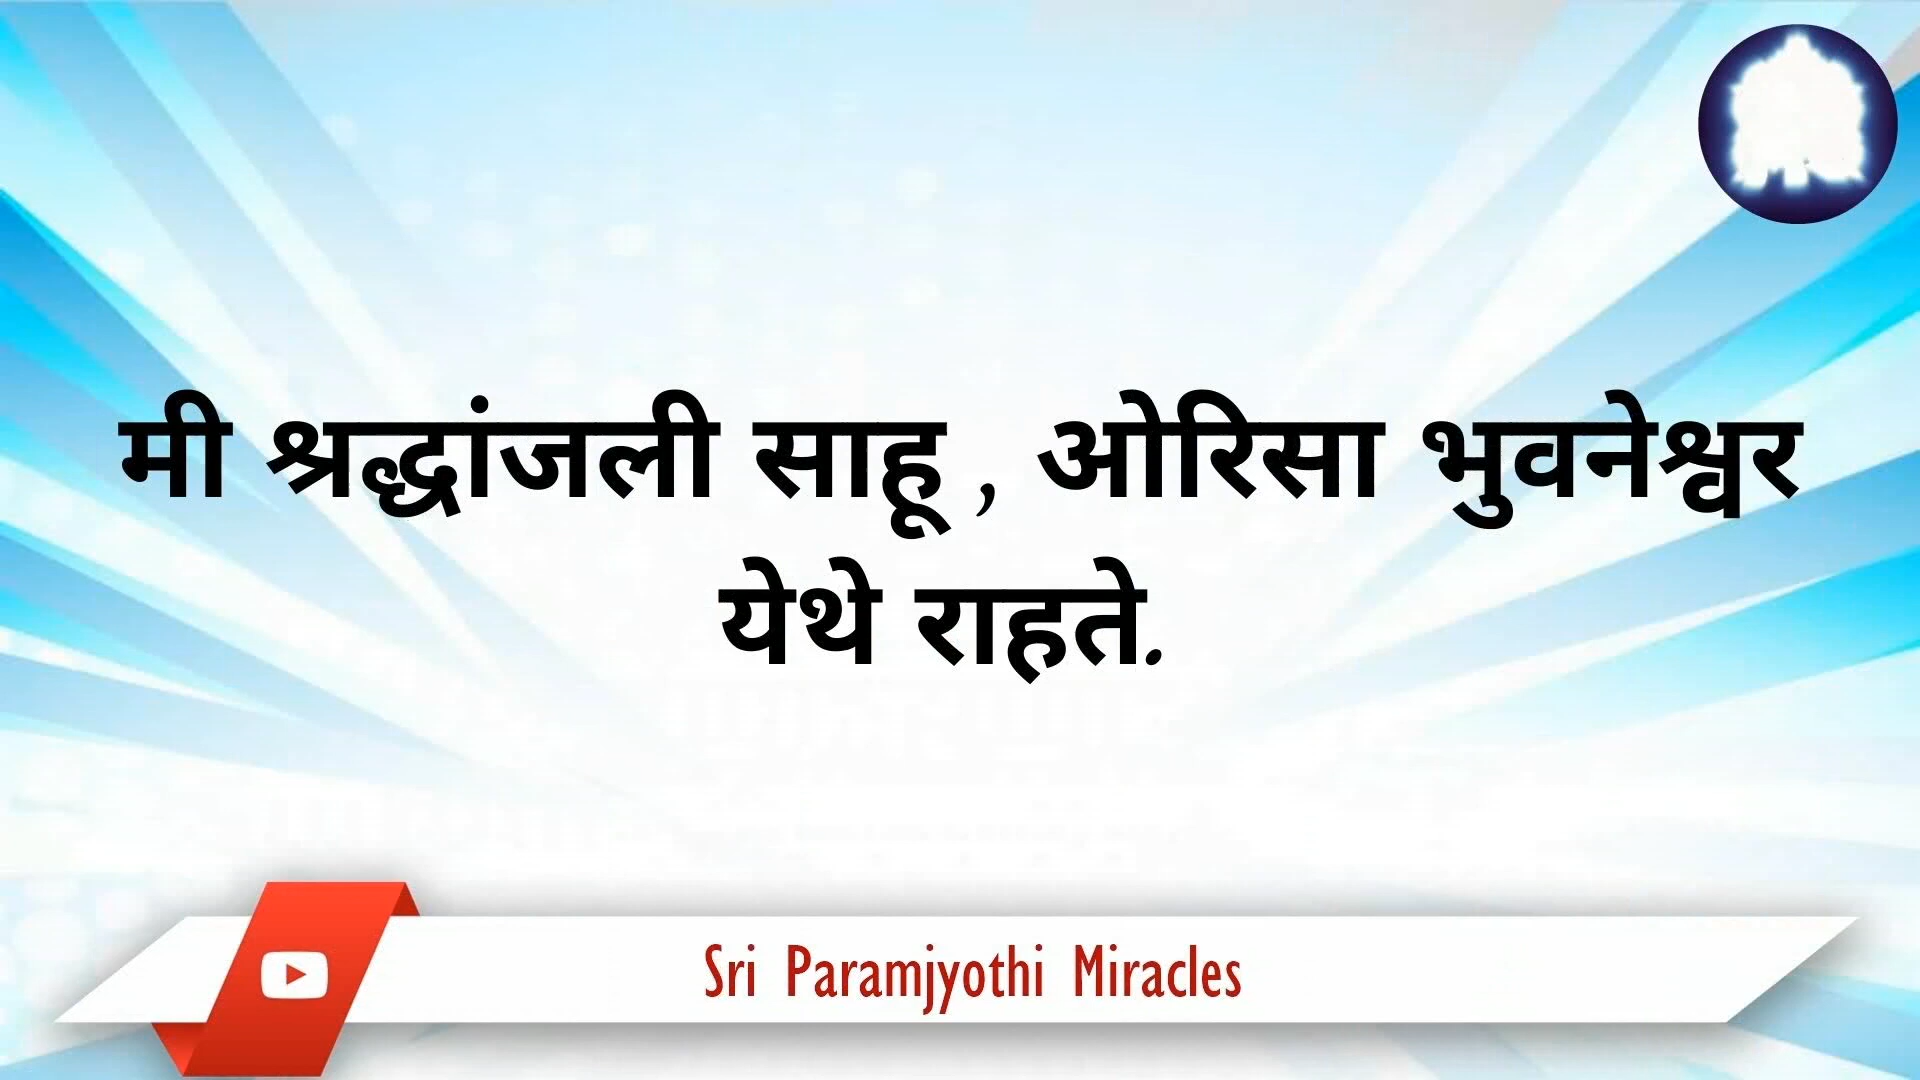 मी श्रद्धांजली साहू , ओरिसा भुवनेश्वर
येथे राहते.
Sri Paramjyothi Miracles